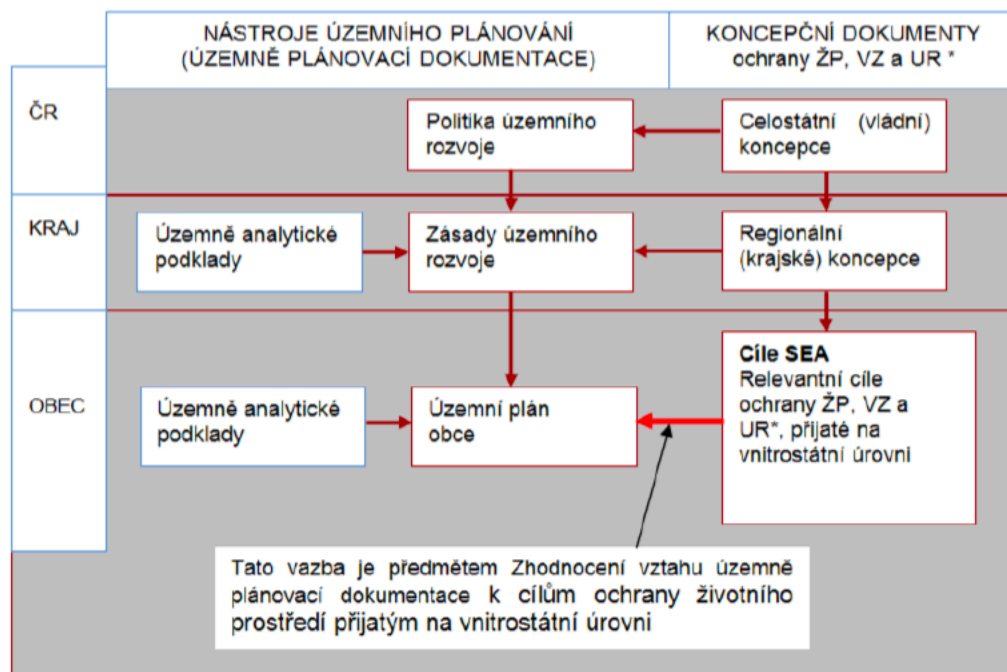 NÁSTROJE ÚZEMNÍHO PLÁNOVÁNÍ
(ÚZEMNĚ PLÁNOVACÍ DOKUMENTACE)
KONCEPČNÍ DOKUMENTY
ochrany ŽP, VZ a UR *
ČR
Politika územního
rozvoje
Celostátní (vládní)
koncepce
KRAJ
Územně analytické
podklady
Zásady územního
rozvoje
Regionální
(krajské) koncepce
OBEC
Územně analytické
podklady
Územní plán
obce
Cíle SEA
Relevantní cíle
ochrany ŽP, VZ a
UR*, přijaté na
vnitrostátní úrovni
Tato vazba je předmětem Zhodnocení vztahu územně
plánovací dokumentace k cílům ochrany životního
prostředí přijatým na vnitrostátní úrovni